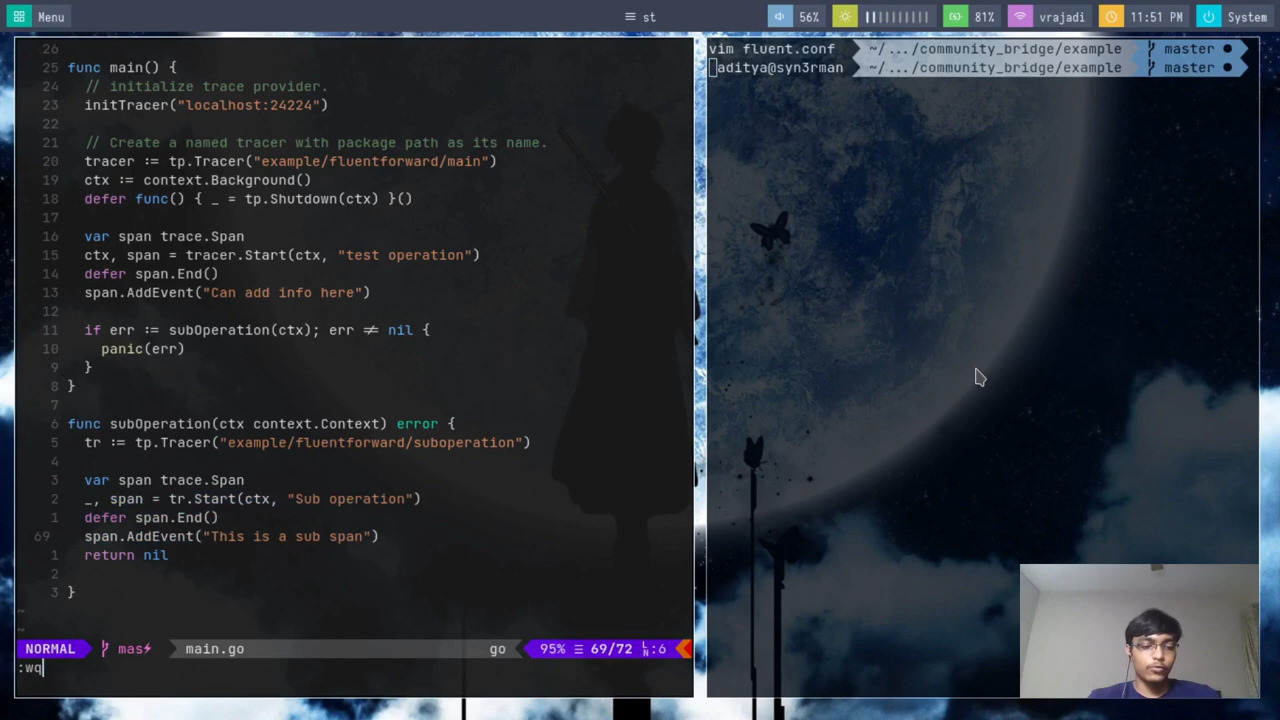 Menu
st
56%
81%
vrajadi
11:51 PM
System
26
25 func main() {
24 // initialize trace provider.
23 initTracer("localhost:24224")
22
21 // Create a named tracer with package path as its name.
20 tracer := tp.Tracer("example/fluentforward/main")
19 ctx := context.Background()
18 defer func() { _ = tp.Shutdown(ctx) }()
17
16 var span trace.Span
15 ctx, span = tracer.Start(ctx, "test operation")
14 defer span.End()
13 span.AddEvent("Can add info here")
12
11 if err := subOperation(ctx); err ≠ nil {
10 panic(err)
9 }
8 }
7
6 func subOperation(ctx context.Context) error {
5 tr := tp.Tracer("example/fluentforward/suboperation")
4
3 var span trace.Span
2 _, span = tr.Start(ctx, "Sub operation")
1 defer span.End()
69 span.AddEvent("This is a sub span")
1 return nil
2
3 }
~
~
NORMAL mas⚡ main.go go 95% ☰ 69/72 LN:6
:wq
vim fluent.conf ~/.../community_bridge/example master ●
aditya@syn3rman ~/.../community_bridge/example master ●